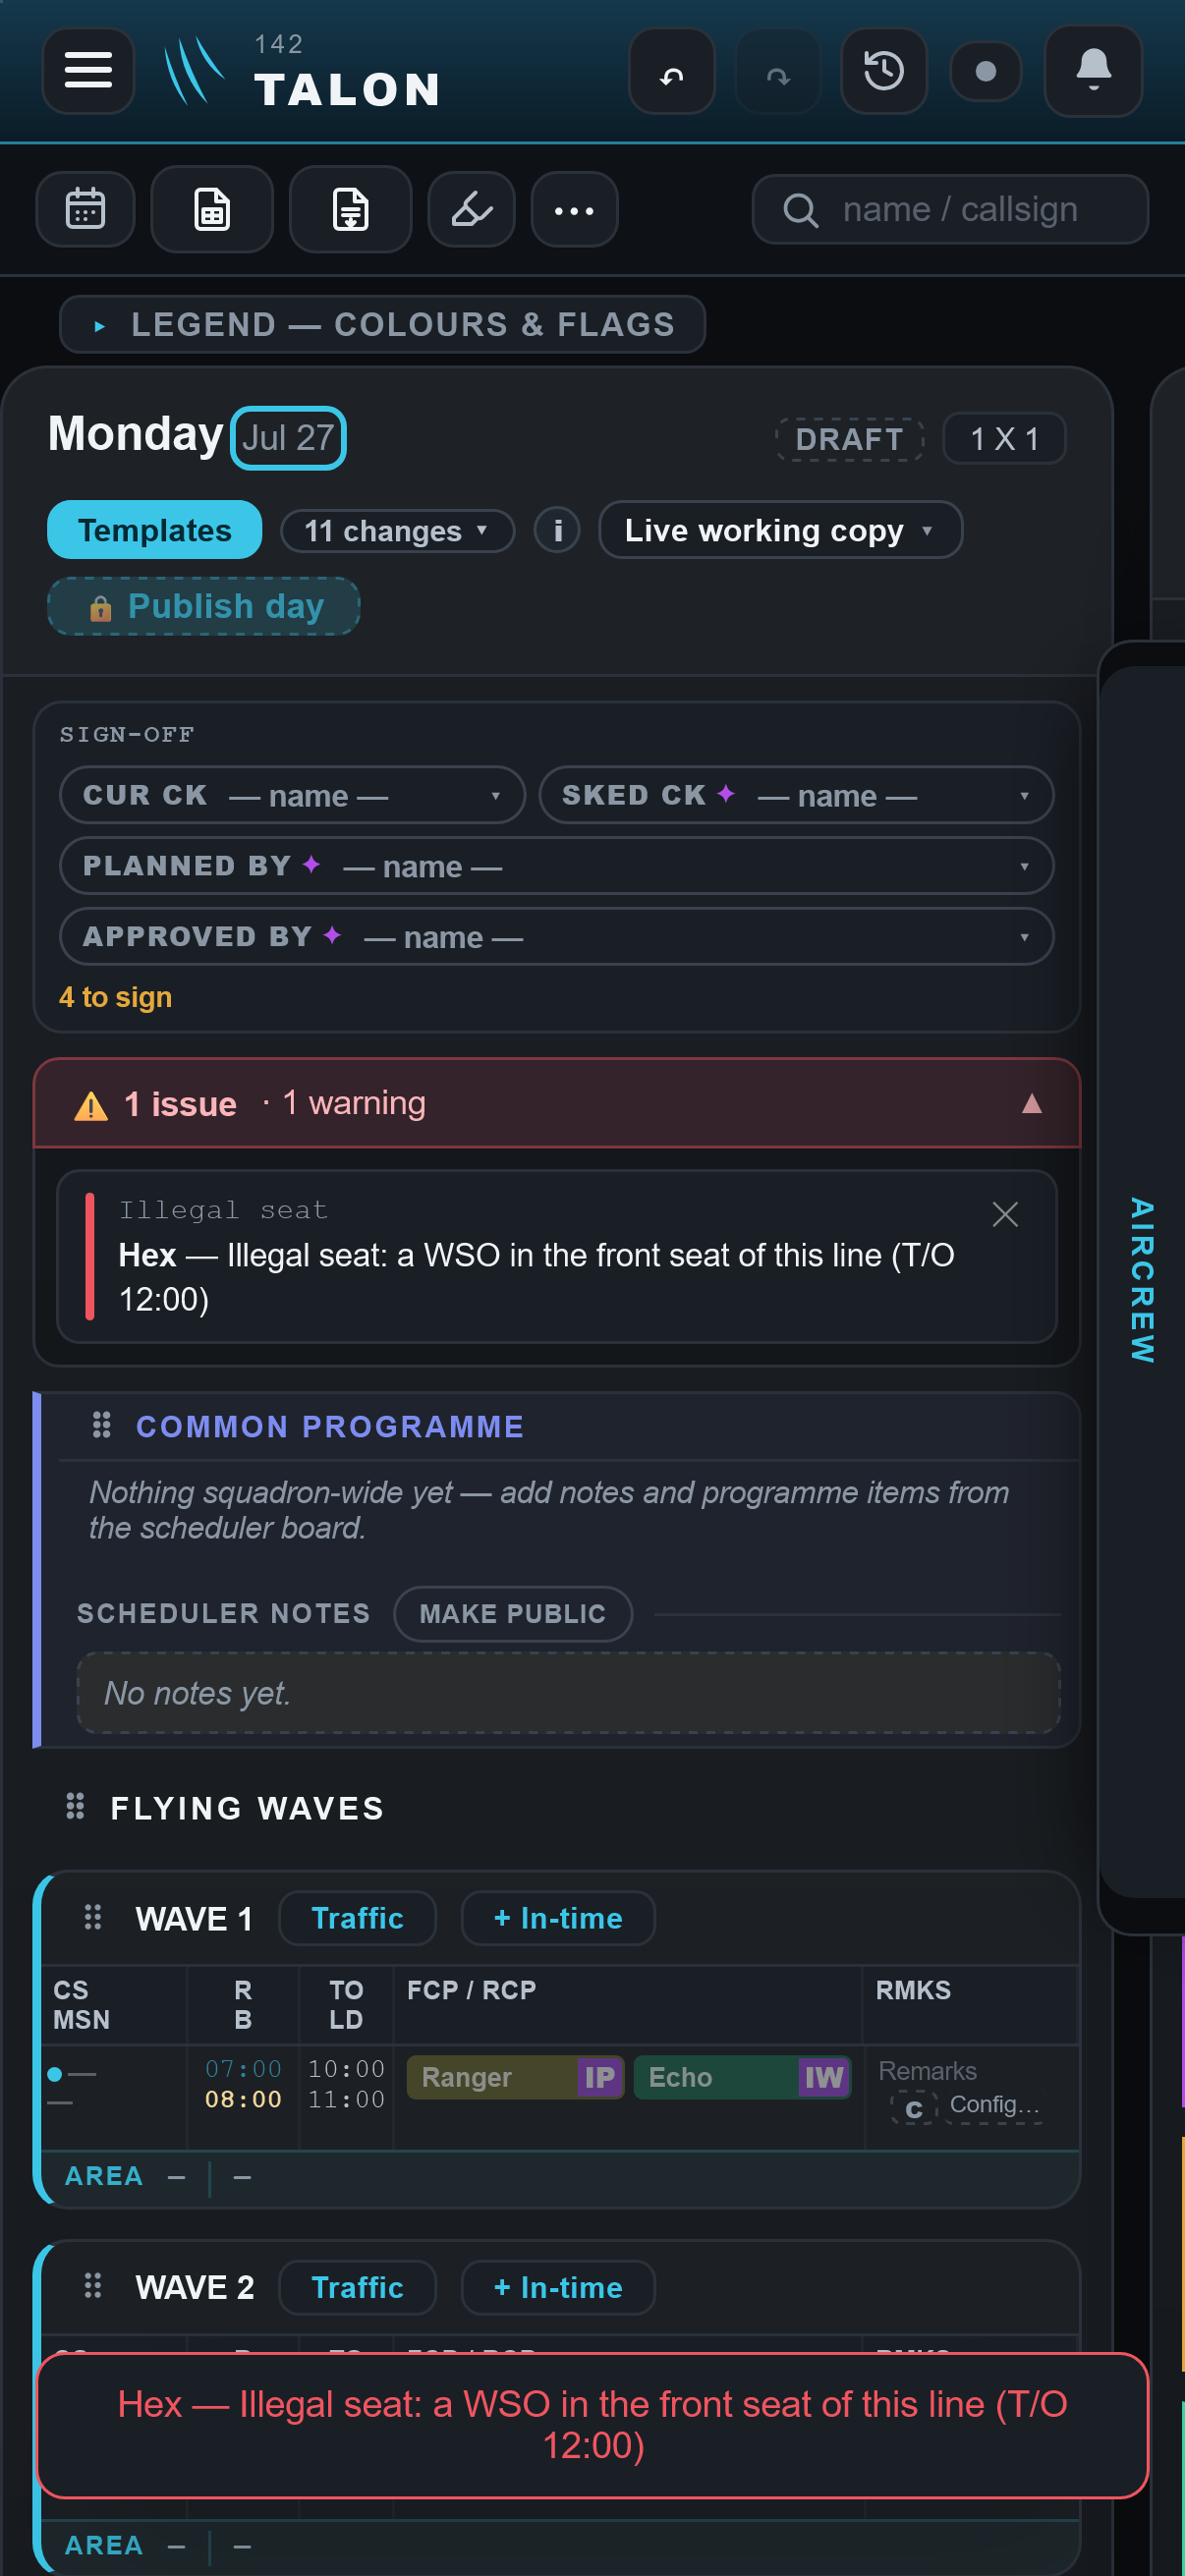 142
TALON
name / callsign
LEGEND — COLOURS & FLAGS
Monday Jul 27 DRAFT 1 X 1
Templates 11 changes i Live working copy
Publish day
SIGN-OFF
CUR CK — name — SKED CK — name —
PLANNED BY — name —
APPROVED BY — name —
4 to sign
1 issue · 1 warning
Illegal seat
Hex — Illegal seat: a WSO in the front seat of this line (T/O
12:00)
AIRCREW
COMMON PROGRAMME
Nothing squadron-wide yet — add notes and programme items from
the scheduler board.
SCHEDULER NOTES MAKE PUBLIC
No notes yet.
FLYING WAVES
WAVE 1 Traffic + In-time
CS R TO FCP / RCP RMKS
MSN B LD
— 07:00 10:00 Ranger IP Echo IW Remarks
— 08:00 11:00 C Config...
AREA — | —
WAVE 2 Traffic + In-time
Hex — Illegal seat: a WSO in the front seat of this line (T/O
12:00)
AREA — | —